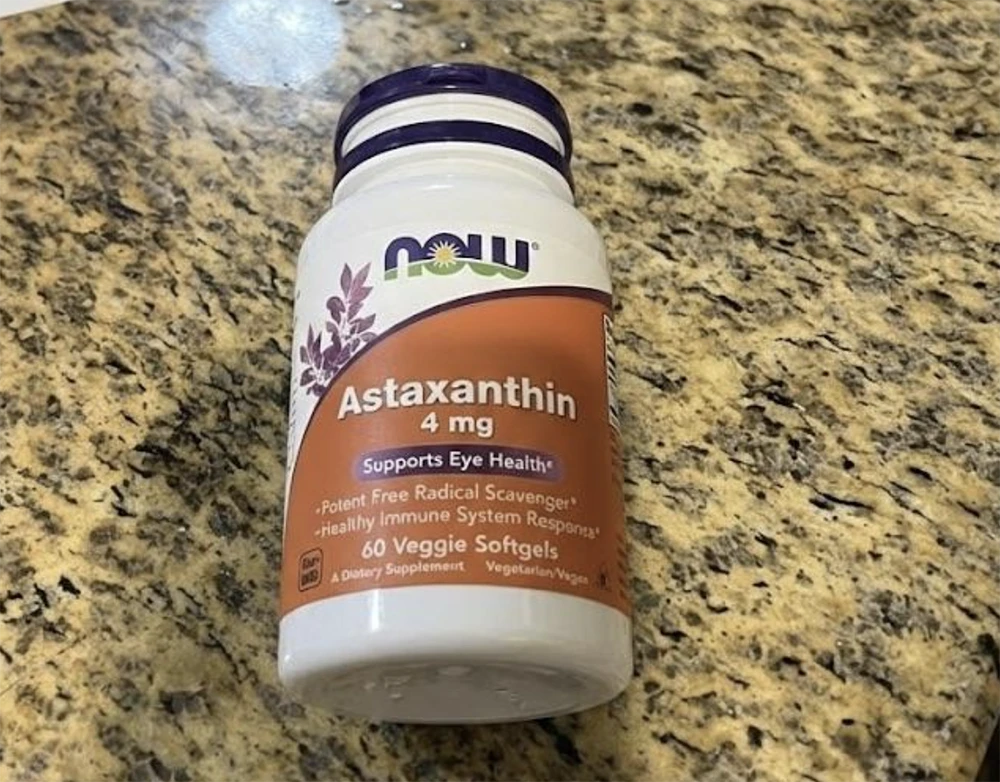 NOW®
Astaxanthin
4 mg
Supports Eye Health*
•Potent Free Radical Scavenger*
•Healthy Immune System Response*
60 Veggie Softgels
A Dietary Supplement Vegetarian/Vegan